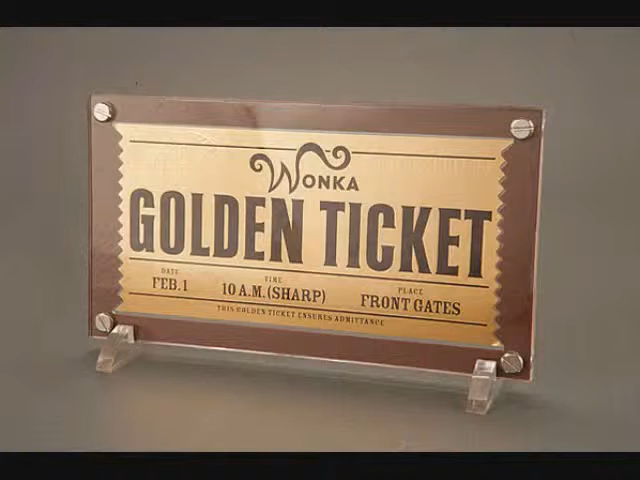 WONKA
GOLDEN TICKET
DATE TIME PLACE
FEB.1 10 A.M.(SHARP) FRONT GATES
THIS GOLDEN TICKET ENSURES ADMITTANCE